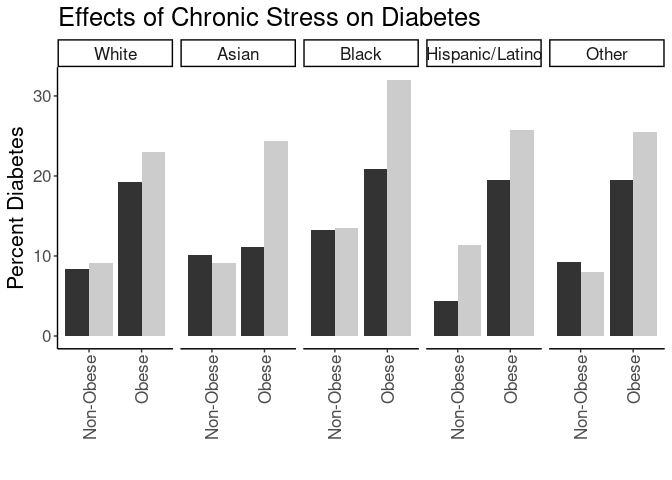 Effects of Chronic Stress on Diabetes
White Asian Black Hispanic/Latino Other
Percent Diabetes
30
20
10
0
Non-Obese Obese Non-Obese Obese Non-Obese Obese Non-Obese Obese Non-Obese Obese